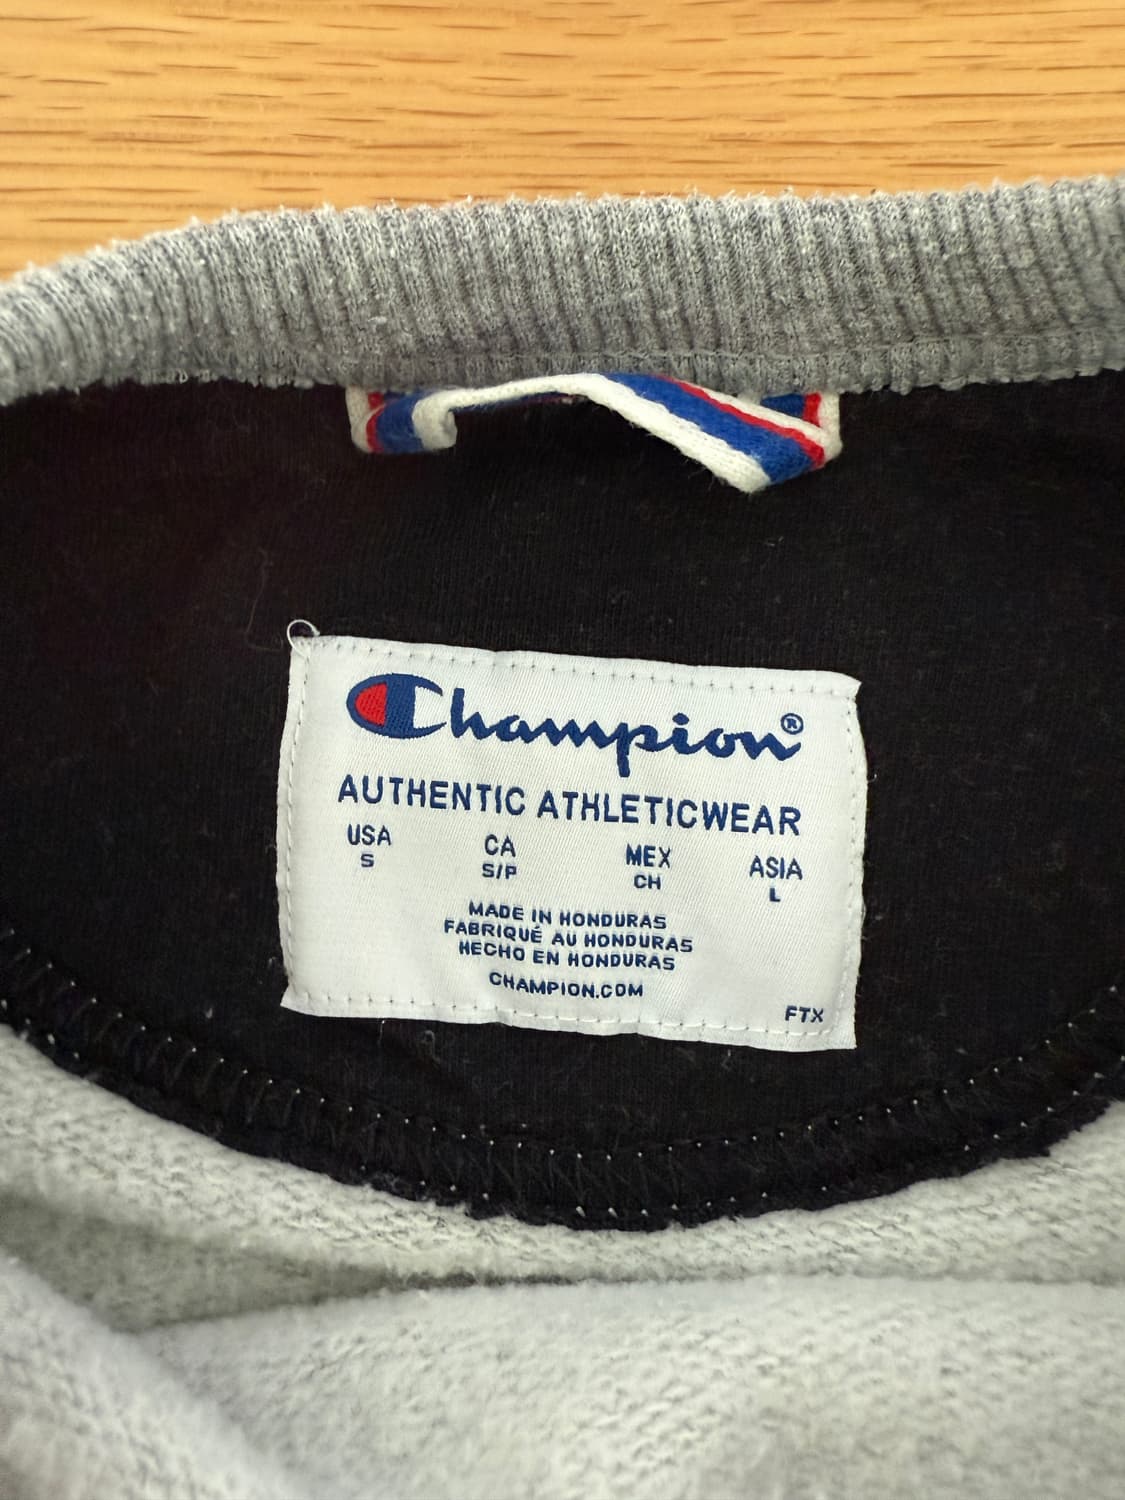 Champion®
AUTHENTIC ATHLETICWEAR
USA CA MEX ASIA
S S/P CH L
MADE IN HONDURAS
FABRIQUÉ AU HONDURAS
HECHO EN HONDURAS
CHAMPION.COM
FTX